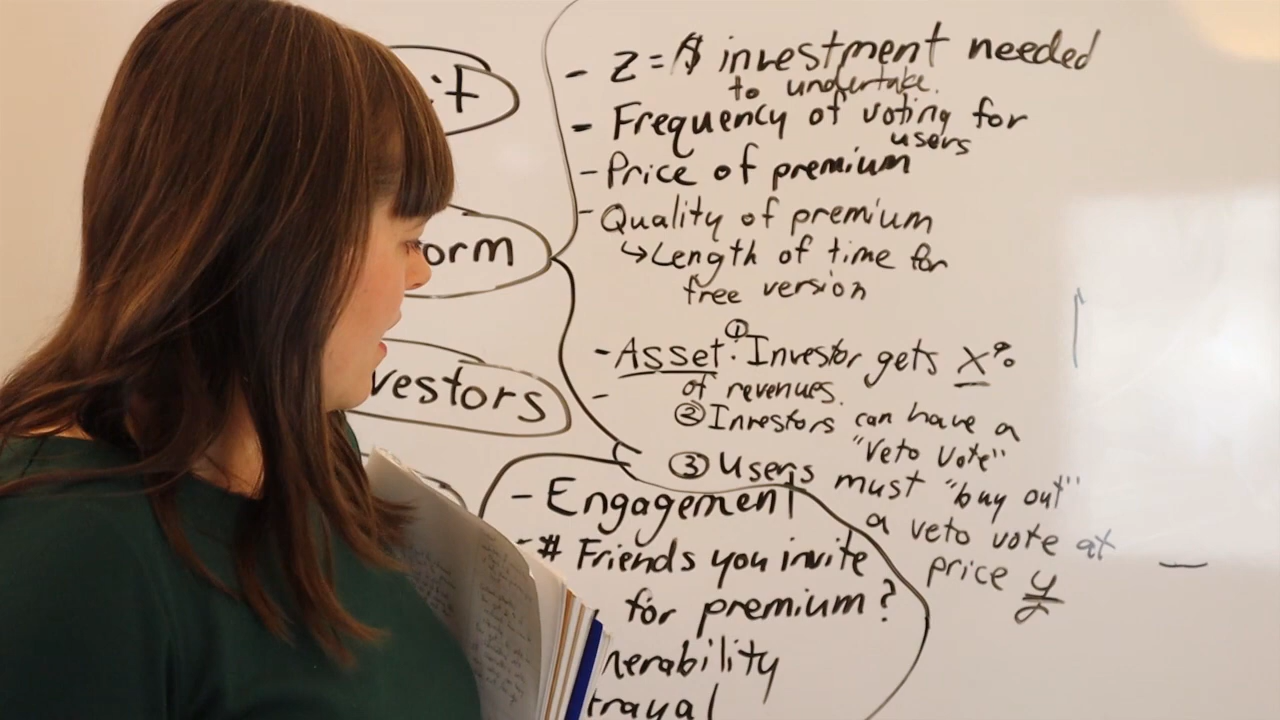 - Z = $ investment needed
to undertake.
- Frequency of voting for
users
- Price of premium
- Quality of premium
↳ Length of time for
free version
- Asset: ① Investor gets X%
of revenues.
-
② Investors can have a
"Veto Vote"
③ Users must "buy out"
a veto vote at
price y
it
orm
vestors
- Engagement
- # Friends you invite
for premium?
nerability
trayal